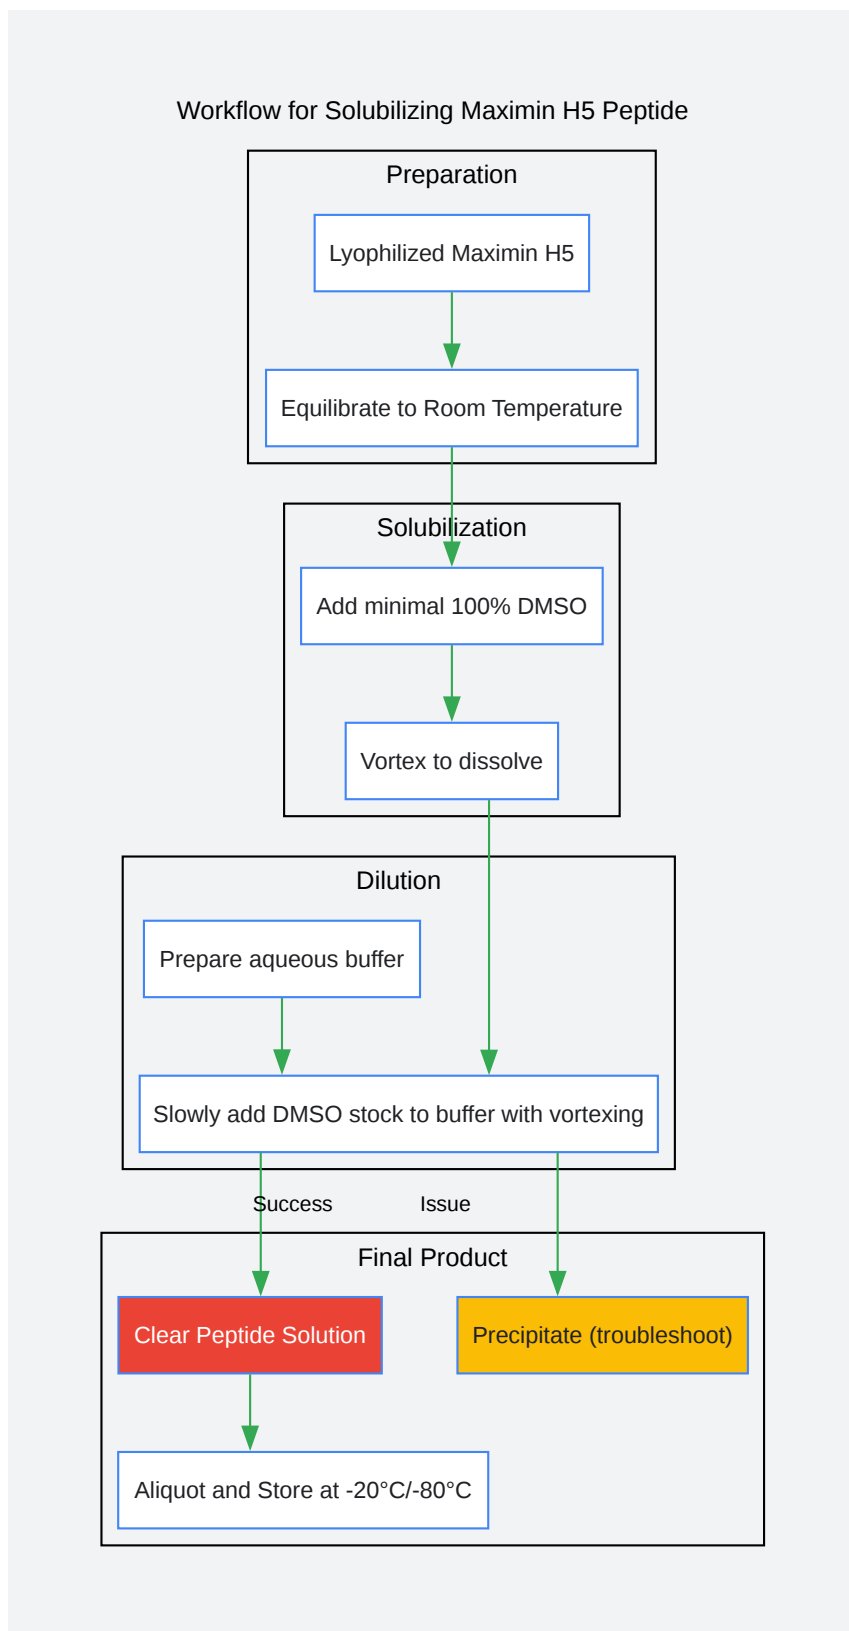 Workflow for Solubilizing Maximin H5 Peptide
Preparation
Lyophilized Maximin H5
Equilibrate to Room Temperature
Solubilization
Add minimal 100% DMSO
Vortex to dissolve
Dilution
Prepare aqueous buffer
Slowly add DMSO stock to buffer with vortexing
Success
Issue
Final Product
Clear Peptide Solution
Precipitate (troubleshoot)
Aliquot and Store at -20°C/-80°C